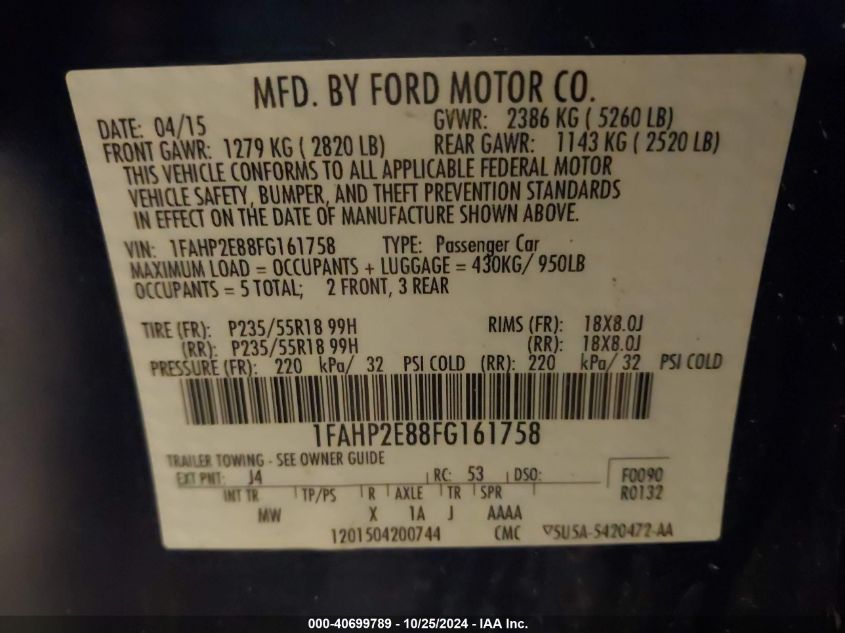 MFD. BY FORD MOTOR CO.
DATE: 04/15 GVWR: 2386 KG ( 5260 LB)
FRONT GAWR: 1279 KG ( 2820 LB) REAR GAWR: 1143 KG ( 2520 LB)
THIS VEHICLE CONFORMS TO ALL APPLICABLE FEDERAL MOTOR
VEHICLE SAFETY, BUMPER, AND THEFT PREVENTION STANDARDS
IN EFFECT ON THE DATE OF MANUFACTURE SHOWN ABOVE.
VIN: 1FAHP2E88FG161758 TYPE: Passenger Car
MAXIMUM LOAD = OCCUPANTS + LUGGAGE = 430KG/ 950LB
OCCUPANTS = 5 TOTAL; 2 FRONT, 3 REAR
TIRE (FR): P235/55R18 99H RIMS (FR): 18X8.0J
(RR): P235/55R18 99H (RR): 18X8.0J
PRESSURE (FR): 220 kPa/ 32 PSI COLD (RR): 220 kPa/ 32 PSI COLD
1FAHP2E88FG161758
TRAILER TOWING - SEE OWNER GUIDE
EXT PNT: J4 RC: 53 DSO: F0090
INT TR TP/PS R AXLE TR SPR R0132
MW X 1A J AAAA
1201504200744 CMC ▽5U5A-5420472-AA
000-40699789 - 10/25/2024 - IAA Inc.